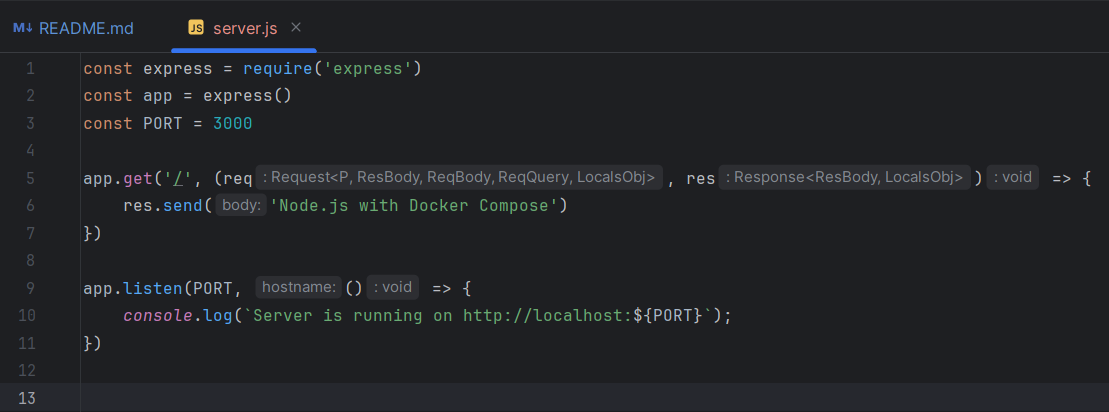 M↓ README.md JS server.js ×
1 const express = require('express')
2 const app = express()
3 const PORT = 3000
4
5 app.get('/', (req : Request<P, ResBody, ReqBody, ReqQuery, LocalsObj> , res : Response<ResBody, LocalsObj> ) : void => {
6     res.send( body: 'Node.js with Docker Compose')
7 })
8
9 app.listen(PORT, hostname: () : void => {
10     console.log(`Server is running on http://localhost:${PORT}`);
11 })
12
13